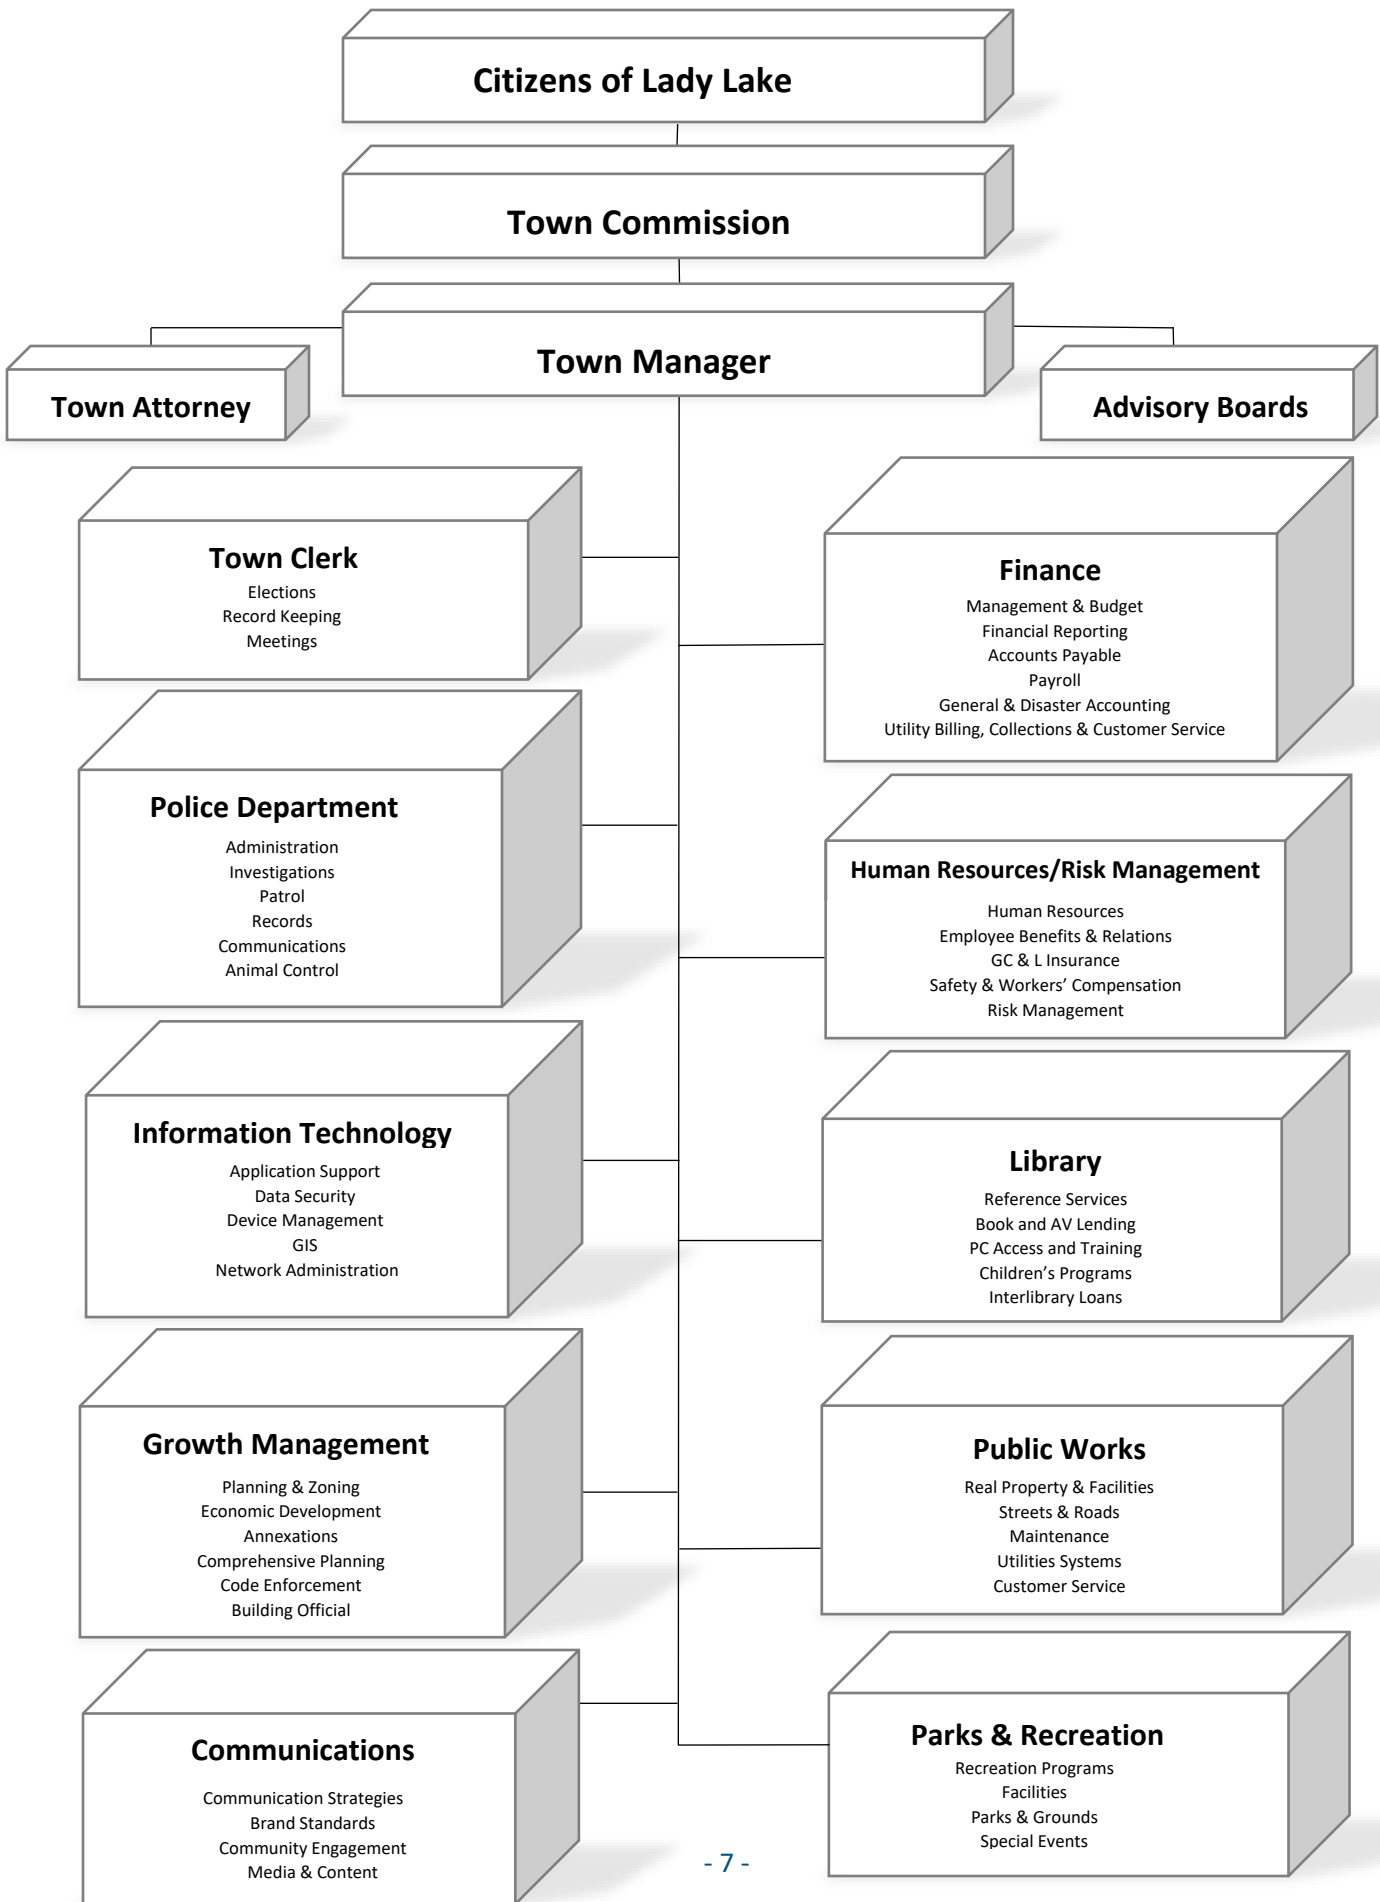 Citizens of Lady Lake
Town Commission
Town Manager
Town Attorney
Advisory Boards
Town Clerk
Elections
Record Keeping
Meetings
Finance
Management & Budget
Financial Reporting
Accounts Payable
Payroll
General & Disaster Accounting
Utility Billing, Collections & Customer Service
Police Department
Administration
Investigations
Patrol
Records
Communications
Animal Control
Human Resources/Risk Management
Human Resources
Employee Benefits & Relations
GC & L Insurance
Safety & Workers’ Compensation
Risk Management
Information Technology
Application Support
Data Security
Device Management
GIS
Network Administration
Library
Reference Services
Book and AV Lending
PC Access and Training
Children’s Programs
Interlibrary Loans
Growth Management
Planning & Zoning
Economic Development
Annexations
Comprehensive Planning
Code Enforcement
Building Official
Public Works
Real Property & Facilities
Streets & Roads
Maintenance
Utilities Systems
Customer Service
Communications
Communication Strategies
Brand Standards
Community Engagement
Media & Content
Parks & Recreation
Recreation Programs
Facilities
Parks & Grounds
Special Events
- 7 -